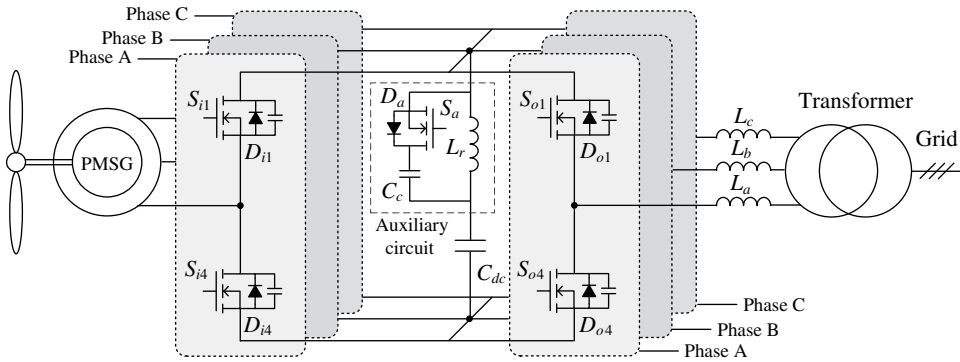 Phase C
Phase B
Phase A
S_{i1}
D_{i1}
PMSG
S_{i4}
D_{i4}
D_a
S_a
L_r
C_c
Auxiliary
circuit
C_{dc}
S_{o1}
D_{o1}
S_{o4}
D_{o4}
Transformer
Grid
L_c
L_b
L_a
Phase C
Phase B
Phase A